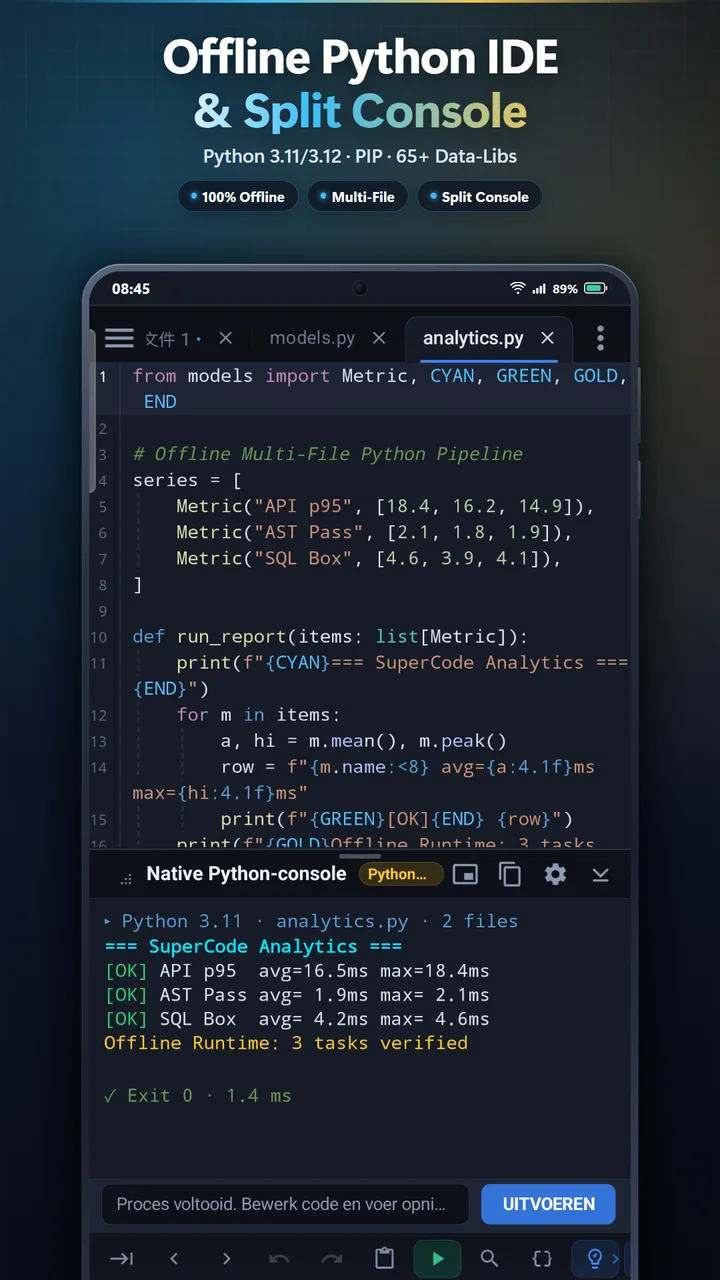 Offline Python IDE
& Split Console
Python 3.11/3.12 · PIP · 65+ Data-Libs
100% Offline
Multi-File
Split Console
08:45
89%
文件 1 •
models.py
analytics.py
1 from models import Metric, CYAN, GREEN, GOLD,
END
2
3 # Offline Multi-File Python Pipeline
4 series = [
5 Metric("API p95", [18.4, 16.2, 14.9]),
6 Metric("AST Pass", [2.1, 1.8, 1.9]),
7 Metric("SQL Box", [4.6, 3.9, 4.1]),
8 ]
9
10 def run_report(items: list[Metric]):
11 print(f"{CYAN}=== SuperCode Analytics ===
{END}")
12 for m in items:
13 a, hi = m.mean(), m.peak()
14 row = f"{m.name:<8} avg={a:4.1f}ms
max={hi:4.1f}ms"
15 print(f"{GREEN}[OK]{END} {row}")
16 print(f"{GOLD}Offline Runtime: 3 tasks
Native Python-console
Python...
▸ Python 3.11 · analytics.py · 2 files
=== SuperCode Analytics ===
[OK] API p95 avg=16.5ms max=18.4ms
[OK] AST Pass avg= 1.9ms max= 2.1ms
[OK] SQL Box avg= 4.2ms max= 4.6ms
Offline Runtime: 3 tasks verified
✓ Exit 0 · 1.4 ms
Proces voltooid. Bewerk code en voer opni...
UITVOEREN